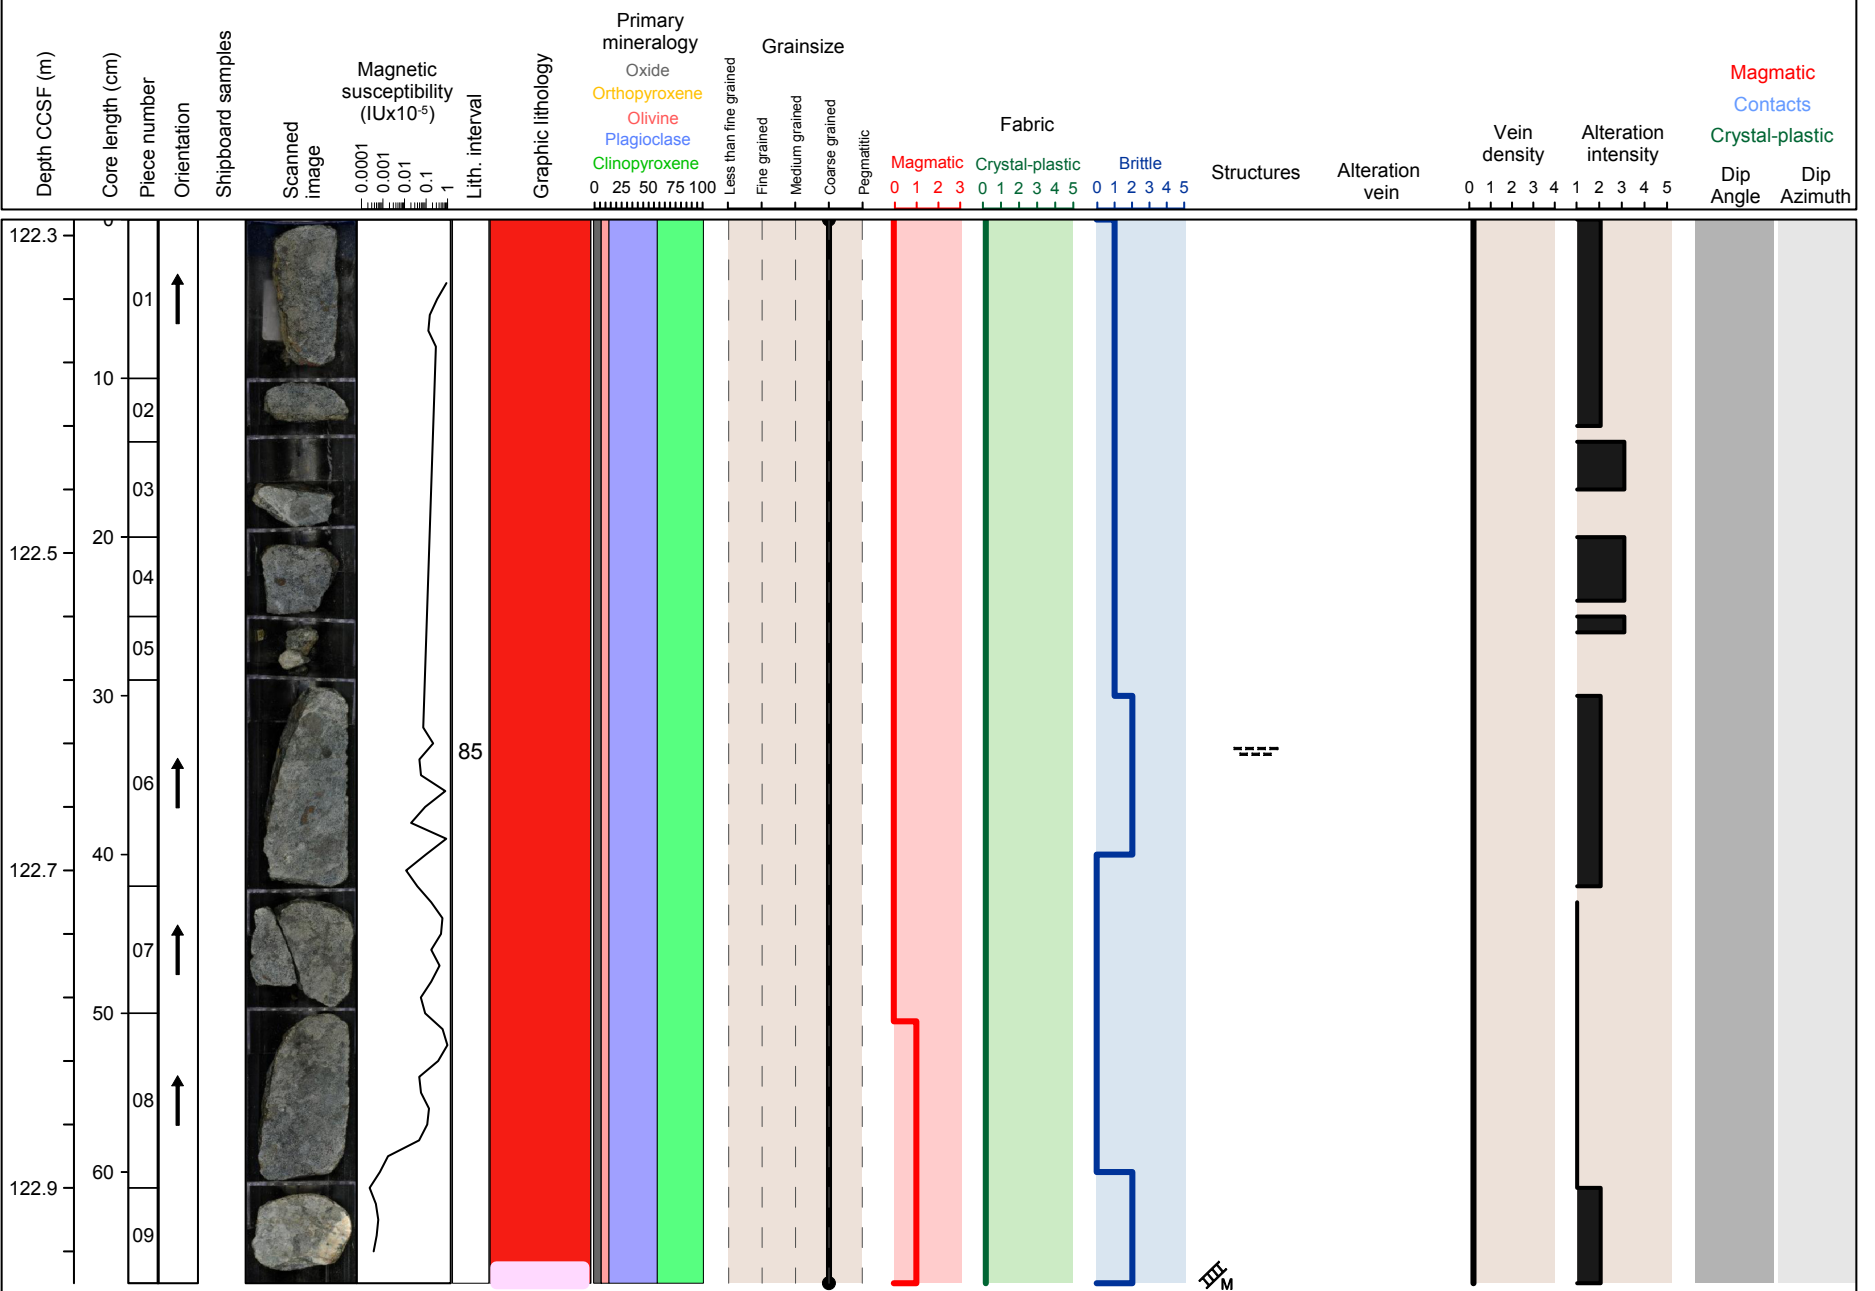 Depth CCSF (m)
Core length (cm)
Piece number
Orientation
Shipboard samples
Scanned
image
Magnetic
susceptibility
(IUx10-5)
0.0001
0.001
0.01
0.1
1
Lith. interval
Graphic lithology
Primary
mineralogy
Oxide
Orthopyroxene
Olivine
Plagioclase
Clinopyroxene
0 25 50 75 100
Grainsize
Less than fine grained
Fine grained
Medium grained
Coarse grained
Pegmatitic
Fabric
Magmatic
0 1 2 3
Crystal-plastic
0 1 2 3 4 5
Brittle
0 1 2 3 4 5
Structures
Alteration
vein
Vein
density
0 1 2 3 4
Alteration
intensity
1 2 3 4 5
Magmatic
Contacts
Crystal-plastic
Dip
Angle
Dip
Azimuth
0
122.3
01
10
02
03
20
122.5
04
05
30
85
06
40
122.7
07
50
08
60
122.9
09
M